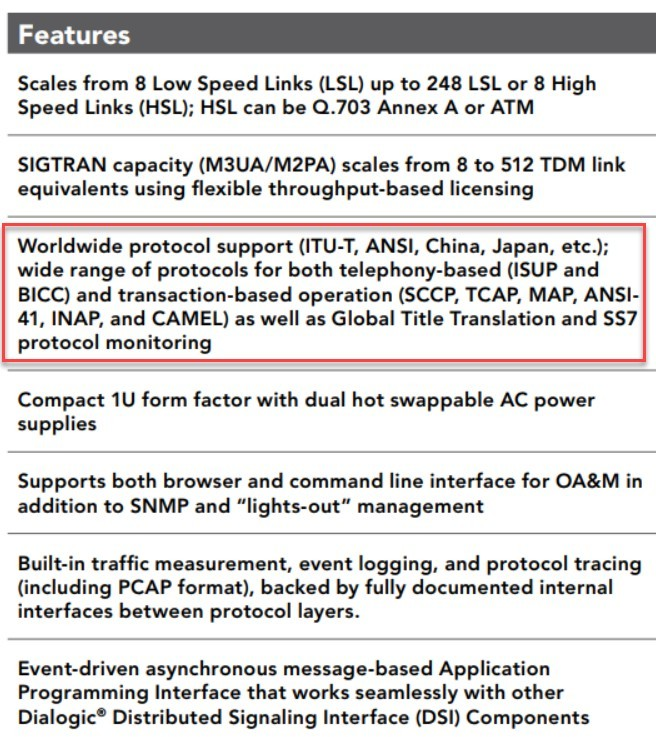 Features
Scales from 8 Low Speed Links (LSL) up to 248 LSL or 8 High
Speed Links (HSL); HSL can be Q.703 Annex A or ATM
SIGTRAN capacity (M3UA/M2PA) scales from 8 to 512 TDM link
equivalents using flexible throughput-based licensing
Worldwide protocol support (ITU-T, ANSI, China, Japan, etc.);
wide range of protocols for both telephony-based (ISUP and
BICC) and transaction-based operation (SCCP, TCAP, MAP, ANSI-
41, INAP, and CAMEL) as well as Global Title Translation and SS7
protocol monitoring
Compact 1U form factor with dual hot swappable AC power
supplies
Supports both browser and command line interface for OA&M in
addition to SNMP and “lights-out” management
Built-in traffic measurement, event logging, and protocol tracing
(including PCAP format), backed by fully documented internal
interfaces between protocol layers.
Event-driven asynchronous message-based Application
Programming Interface that works seamlessly with other
Dialogic® Distributed Signaling Interface (DSI) Components